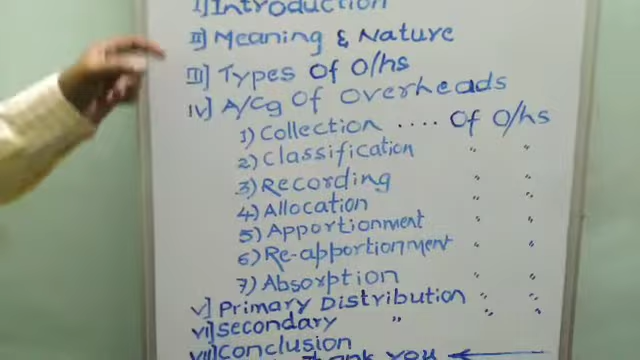 I] Introduction
II] Meaning & Nature
III] Types Of O/hs
IV] A/Cg Of Overheads
1) Collection .... Of O/hs
2) Classification " "
3) Recording " "
4) Allocation " "
5) Apportionment " "
6) Re-apportionment " "
7) Absorption " "
V] Primary Distribution " "
VI] Secondary " " "
VII] Conclusion
Thank you ←